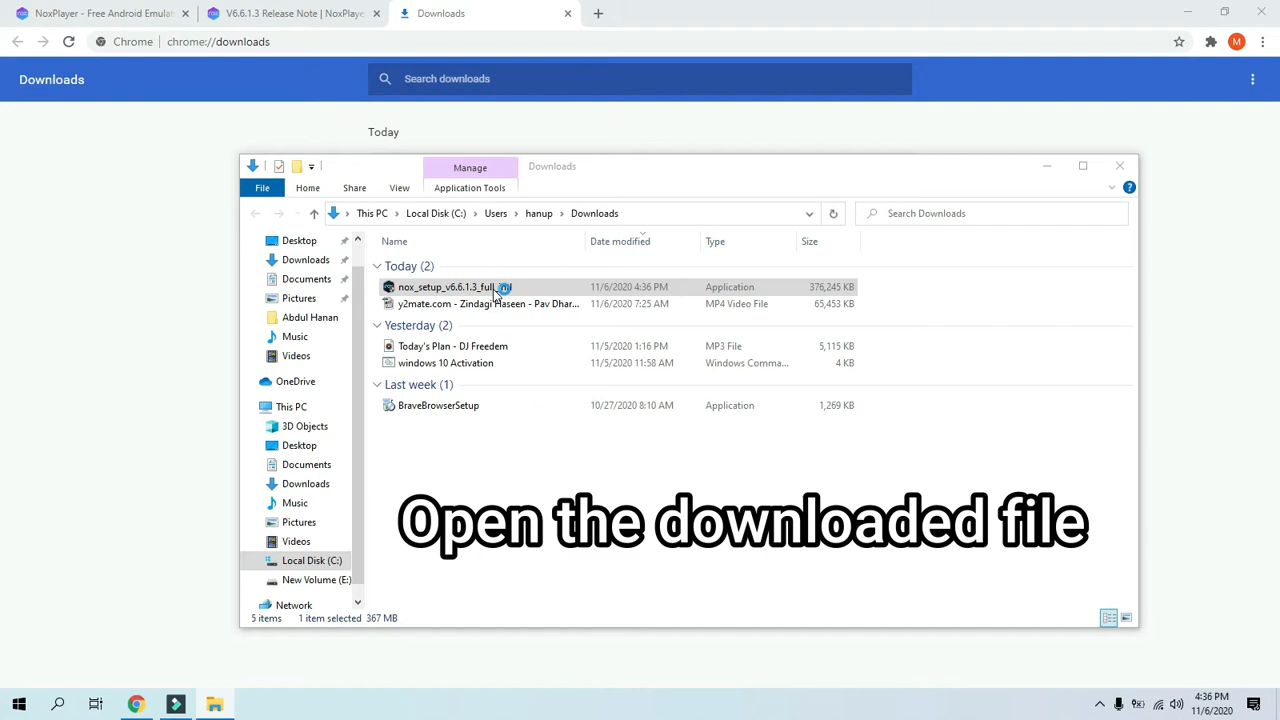 NoxPlayer - Free Android Emulat
V6.6.1.3 Release Note | NoxPlaye
Downloads
Chrome
chrome://downloads
M
Downloads
Search downloads
Today
Manage
Downloads
File
Home
Share
View
Application Tools
This PC
Local Disk (C:)
Users
hanup
Downloads
Search Downloads
Name
Date modified
Type
Size
Today (2)
nox_setup_v6.6.1.3_full_intl
11/6/2020 4:36 PM
Application
376,245 KB
y2mate.com - Zindagi Haseen - Pav Dhar...
11/6/2020 7:25 AM
MP4 Video File
65,453 KB
Yesterday (2)
Today's Plan - DJ Freedem
11/5/2020 1:16 PM
MP3 File
5,115 KB
windows 10 Activation
11/5/2020 11:58 AM
Windows Comma...
4 KB
Last week (1)
BraveBrowserSetup
10/27/2020 8:10 AM
Application
1,269 KB
Desktop
Downloads
Documents
Pictures
Abdul Hanan
Music
Videos
OneDrive
This PC
3D Objects
Desktop
Documents
Downloads
Music
Pictures
Videos
Local Disk (C:)
New Volume (E:)
Network
Open the downloaded file
5 items
1 item selected 367 MB
4:36 PM
11/6/2020